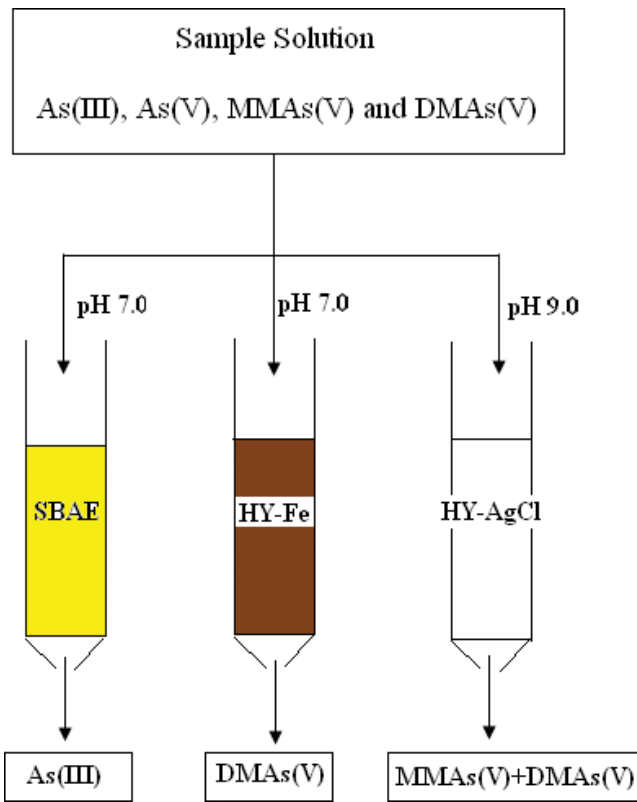 Sample Solution
As(III), As(V), MMAs(V) and DMAs(V)
pH 7.0
pH 7.0
pH 9.0
SBAE
HY-Fe
HY-AgCl
As(III)
DMAs(V)
MMAs(V)+DMAs(V)